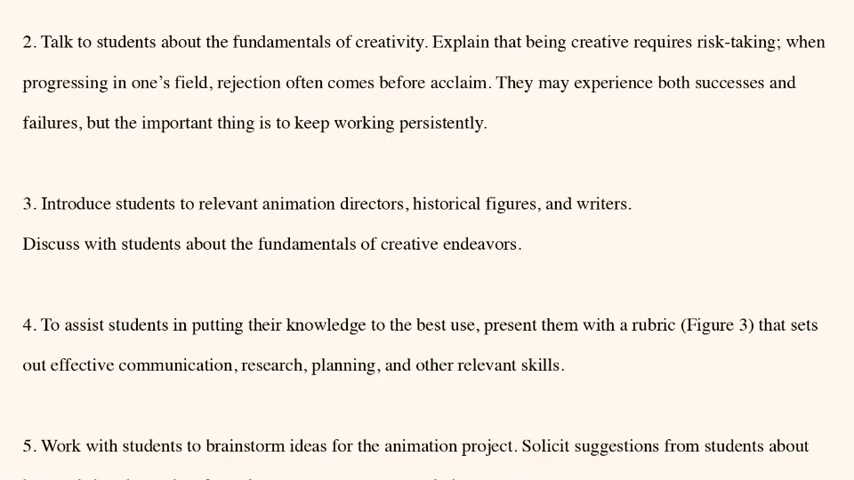 2. Talk to students about the fundamentals of creativity. Explain that being creative requires risk-taking; when
progressing in one’s field, rejection often comes before acclaim. They may experience both successes and
failures, but the important thing is to keep working persistently.
3. Introduce students to relevant animation directors, historical figures, and writers.
Discuss with students about the fundamentals of creative endeavors.
4. To assist students in putting their knowledge to the best use, present them with a rubric (Figure 3) that sets
out effective communication, research, planning, and other relevant skills.
5. Work with students to brainstorm ideas for the animation project. Solicit suggestions from students about